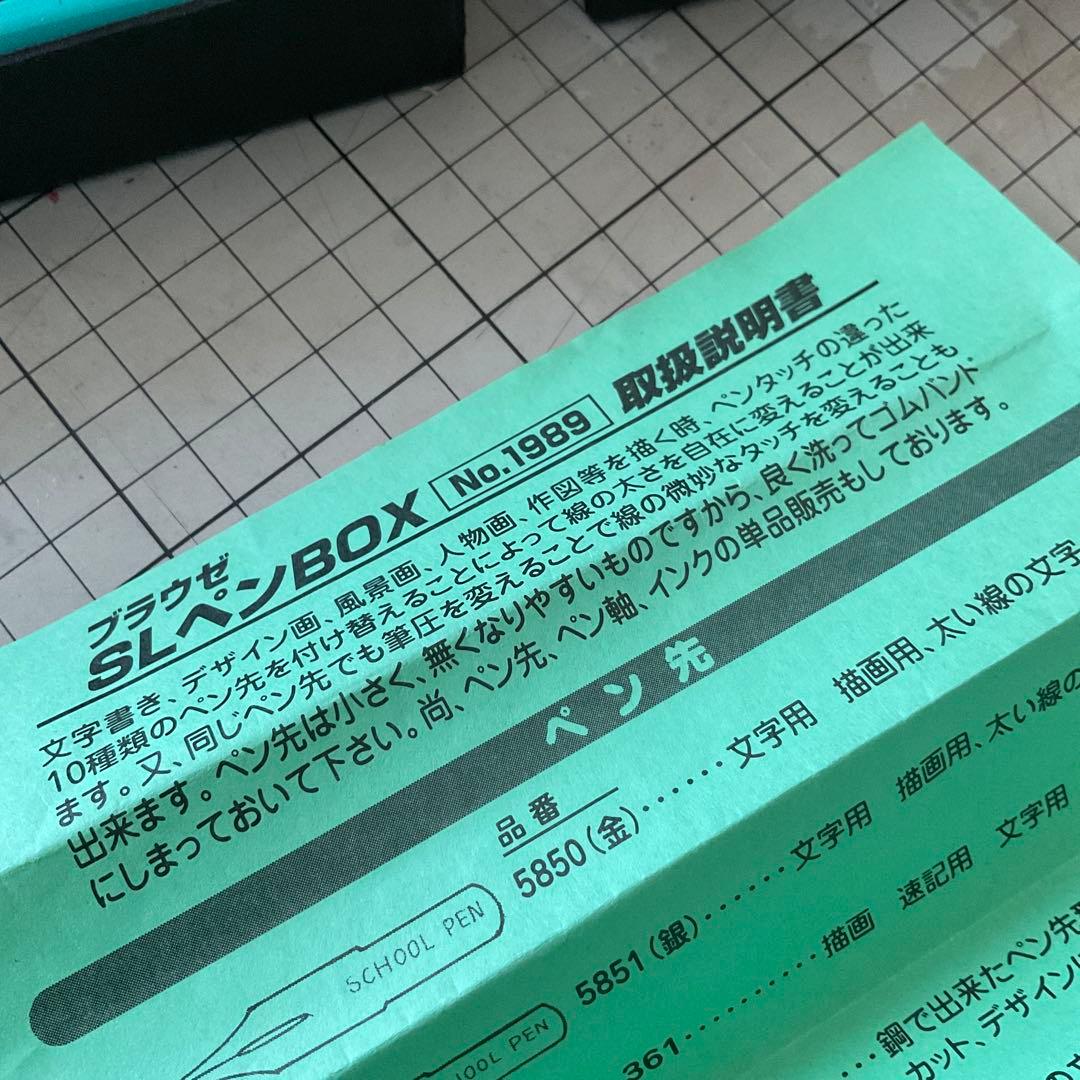 ブラウゼ
SLペンBOX No.1989 取扱説明書
文字書き、デザイン画、風景画、人物画、作図等を描く時、ペンタッチの違った
10種類のペン先を付け替えることによって線の太さを自在に変えることが出来
ます。又、同じペン先でも筆圧を変えることで線の微妙なタッチを変えることも
出来ます。ペン先は小さく、無くなりやすいものですから、良く洗ってゴムバンド
にしまっておいて下さい。尚、ペン先、ペン軸、インクの単品販売もしております。
ペン先
品番
SCHOOL PEN 5850(金)……文字用 描画用、太い線の文字
OOL PEN 5851(銀)……文字用 描画用、太い線の
361……描画 速記用 文字用
…鋼で出来たペン先
カット、デザイン